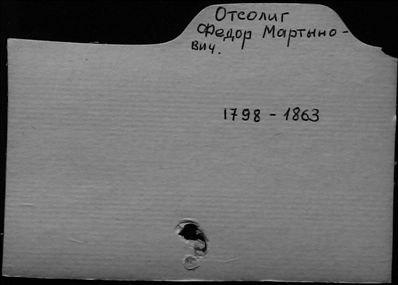 Отсолиг
Федор Мартыно-
вич.
1798 - 1863